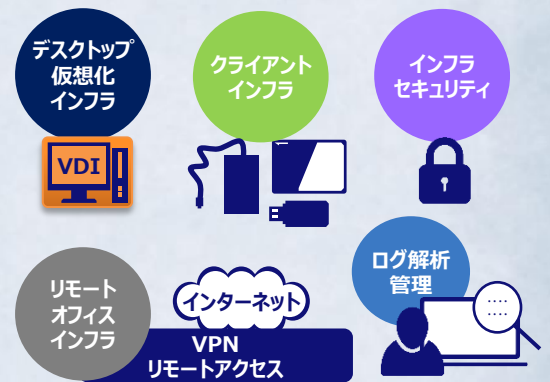 デスクトップ
仮想化
インフラ
クライアント
インフラ
インフラ
セキュリティ
VDI
リモート
オフィス
インフラ
インターネット
VPN
リモートアクセス
ログ解析
管理